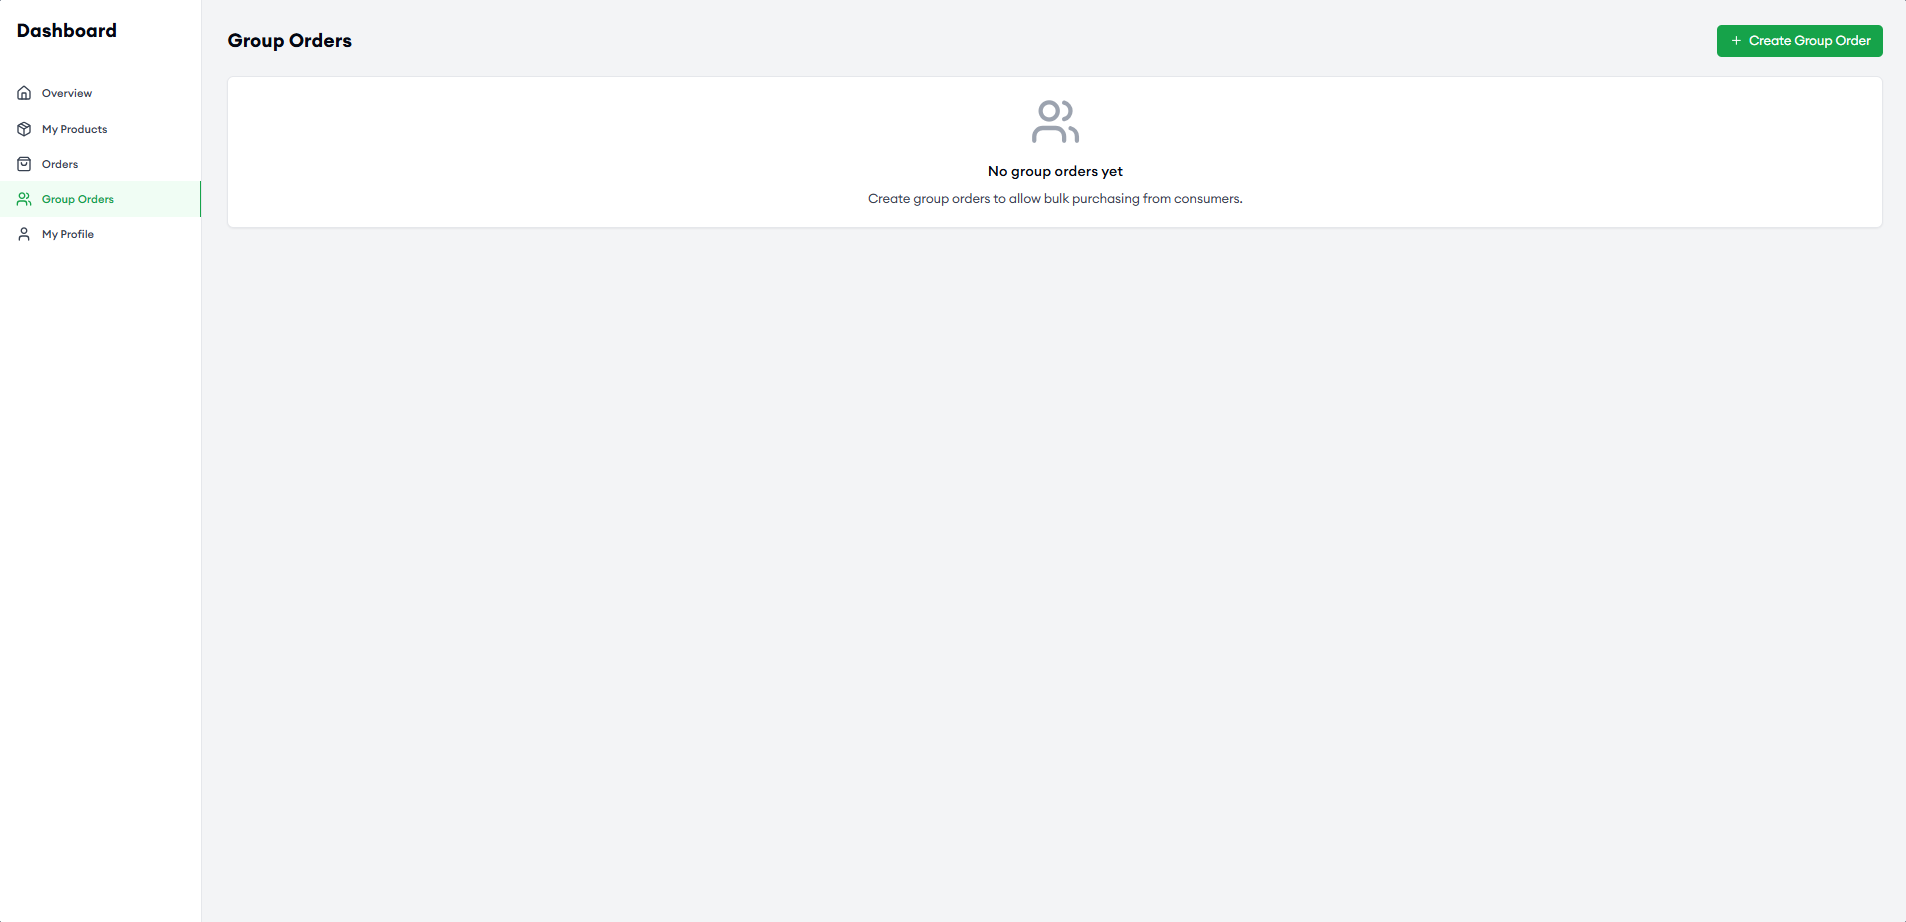 Dashboard
Overview
My Products
Orders
Group Orders
My Profile
Group Orders
+ Create Group Order
No group orders yet
Create group orders to allow bulk purchasing from consumers.